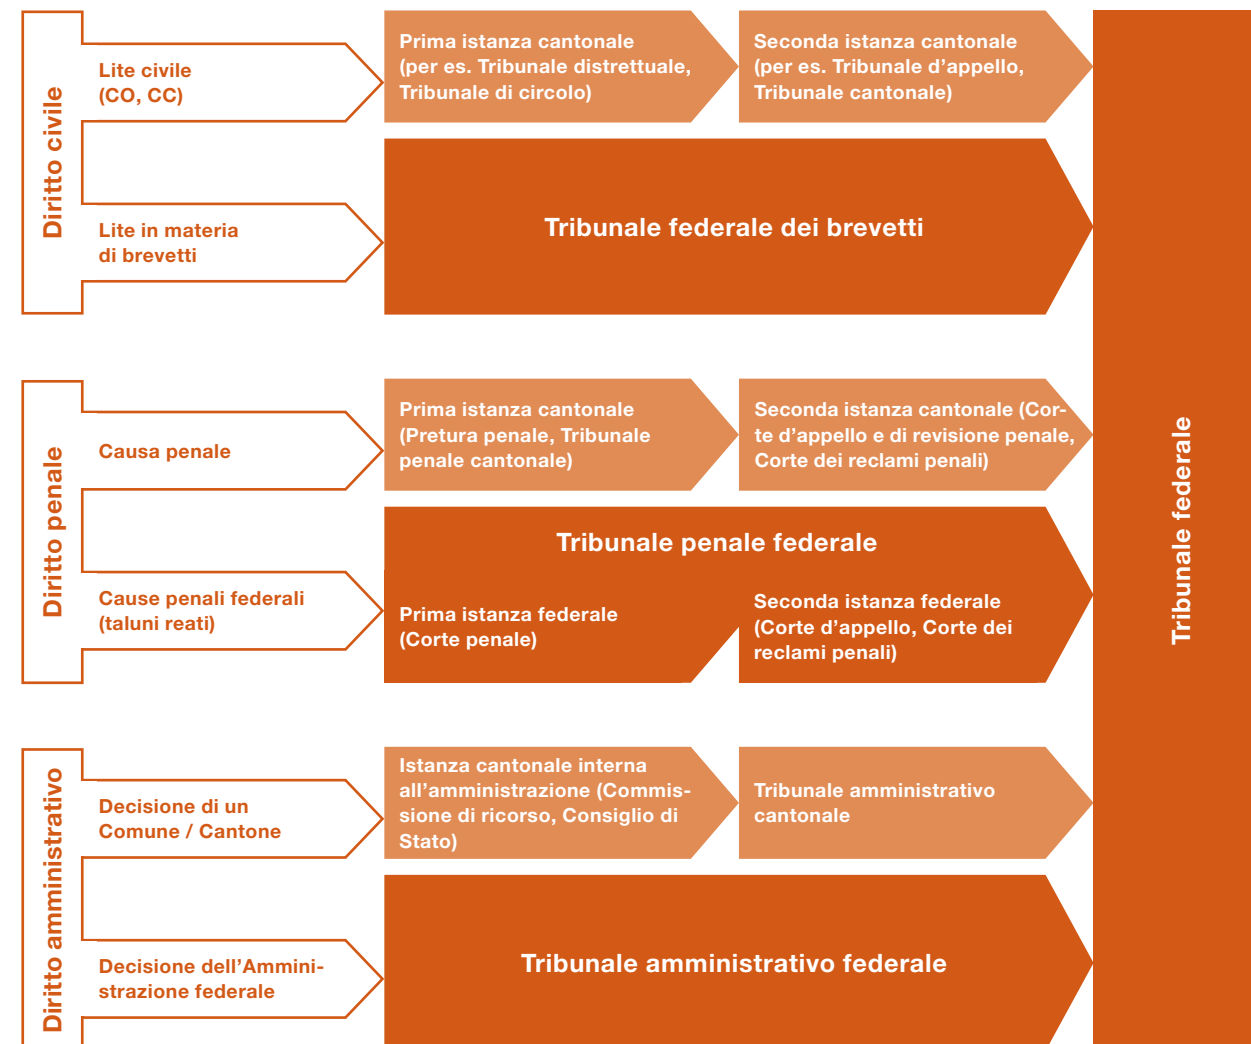 Diritto civile
Lite civile
(CO, CC)
Prima istanza cantonale
(per es. Tribunale distrettuale,
Tribunale di circolo)
Seconda istanza cantonale
(per es. Tribunale d’appello,
Tribunale cantonale)
Lite in materia
di brevetti
Tribunale federale dei brevetti
Diritto penale
Causa penale
Prima istanza cantonale
(Pretura penale, Tribunale
penale cantonale)
Seconda istanza cantonale (Cor-
te d’appello e di revisione penale,
Corte dei reclami penali)
Cause penali federali
(taluni reati)
Tribunale penale federale
Prima istanza federale
(Corte penale)
Seconda istanza federale
(Corte d’appello, Corte dei
reclami penali)
Diritto amministrativo
Decisione di un
Comune / Cantone
Istanza cantonale interna
all’amministrazione (Commis-
sione di ricorso, Consiglio di
Stato)
Tribunale amministrativo
cantonale
Decisione dell’Ammini-
strazione federale
Tribunale amministrativo federale
Tribunale federale